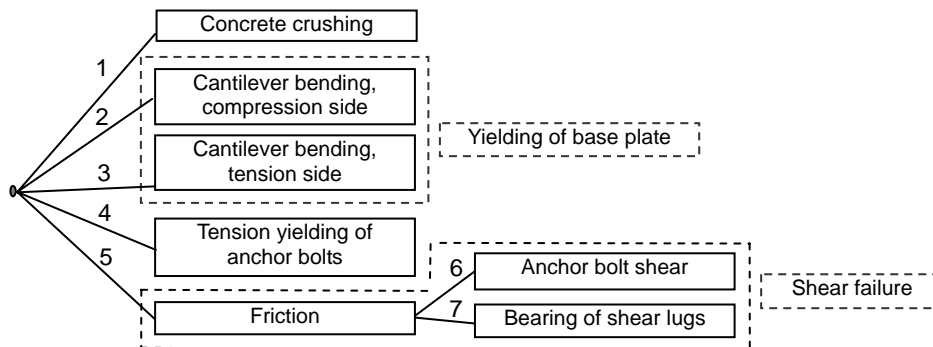 Concrete crushing
1
Cantilever bending,
compression side
2
Yielding of base plate
Cantilever bending,
tension side
3
4
Tension yielding of
anchor bolts
5
6
Anchor bolt shear
Shear failure
Friction
7
Bearing of shear lugs